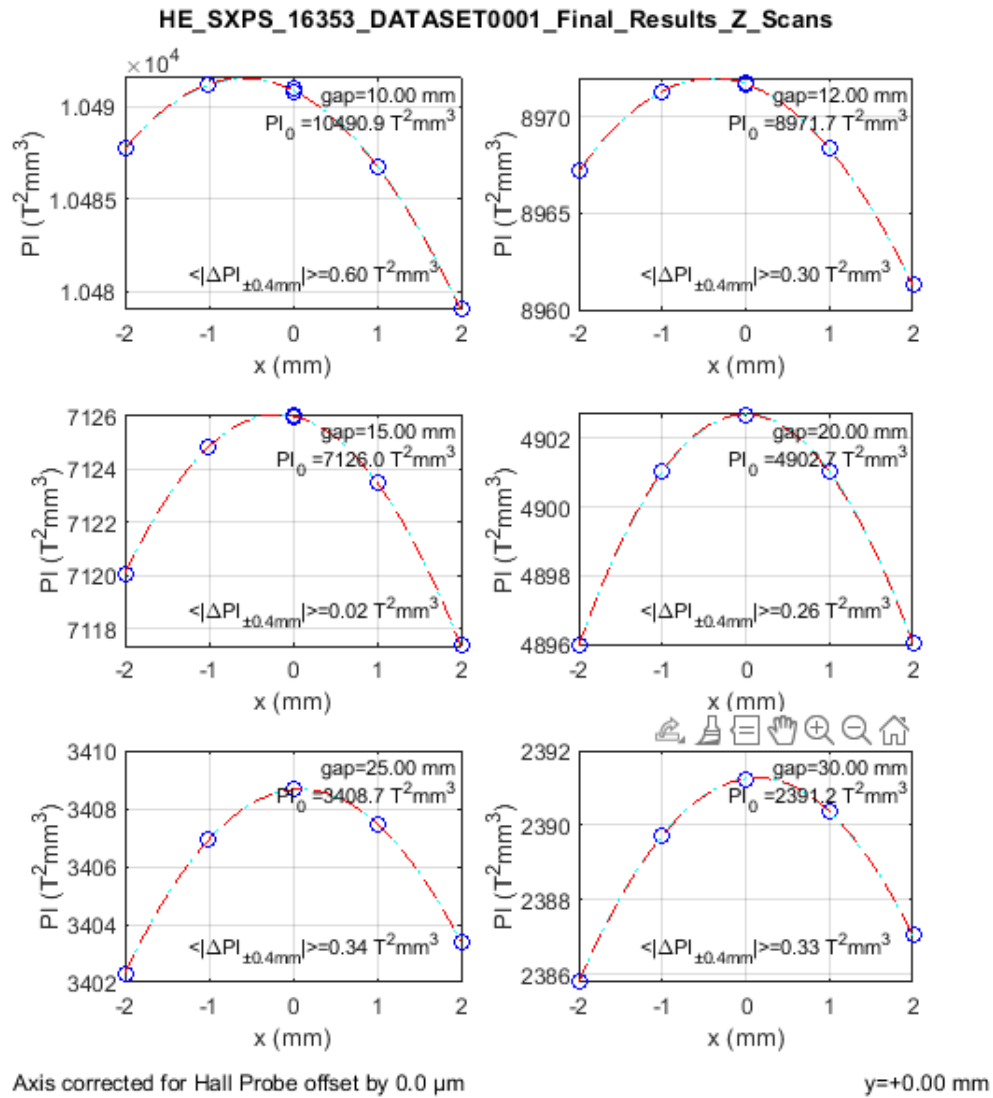 HE_SXPS_16353_DATASET0001_Final_Results_Z_Scans
×10⁴
1.049
1.0485
1.048
PI (T²mm³)
gap=10.00 mm
PI₀ =10490.9 T²mm³
<|ΔPI±0.4mm|>=0.60 T²mm³
-2 -1 0 1 2
x (mm)
8970
8965
8960
PI (T²mm³)
gap=12.00 mm
PI₀ =8971.7 T²mm³
<|ΔPI±0.4mm|>=0.30 T²mm³
-2 -1 0 1 2
x (mm)
7126
7124
7122
7120
7118
PI (T²mm³)
gap=15.00 mm
PI₀ =7126.0 T²mm³
<|ΔPI±0.4mm|>=0.02 T²mm³
-2 -1 0 1 2
x (mm)
4902
4900
4898
4896
PI (T²mm³)
gap=20.00 mm
PI₀ =4902.7 T²mm³
<|ΔPI±0.4mm|>=0.26 T²mm³
-2 -1 0 1 2
x (mm)
3410
3408
3406
3404
3402
PI (T²mm³)
gap=25.00 mm
PI₀ =3408.7 T²mm³
<|ΔPI±0.4mm|>=0.34 T²mm³
-2 -1 0 1 2
x (mm)
2392
2390
2388
2386
PI (T²mm³)
gap=30.00 mm
PI₀ =2391.2 T²mm³
<|ΔPI±0.4mm|>=0.33 T²mm³
-2 -1 0 1 2
x (mm)
Axis corrected for Hall Probe offset by 0.0 μm
y=+0.00 mm